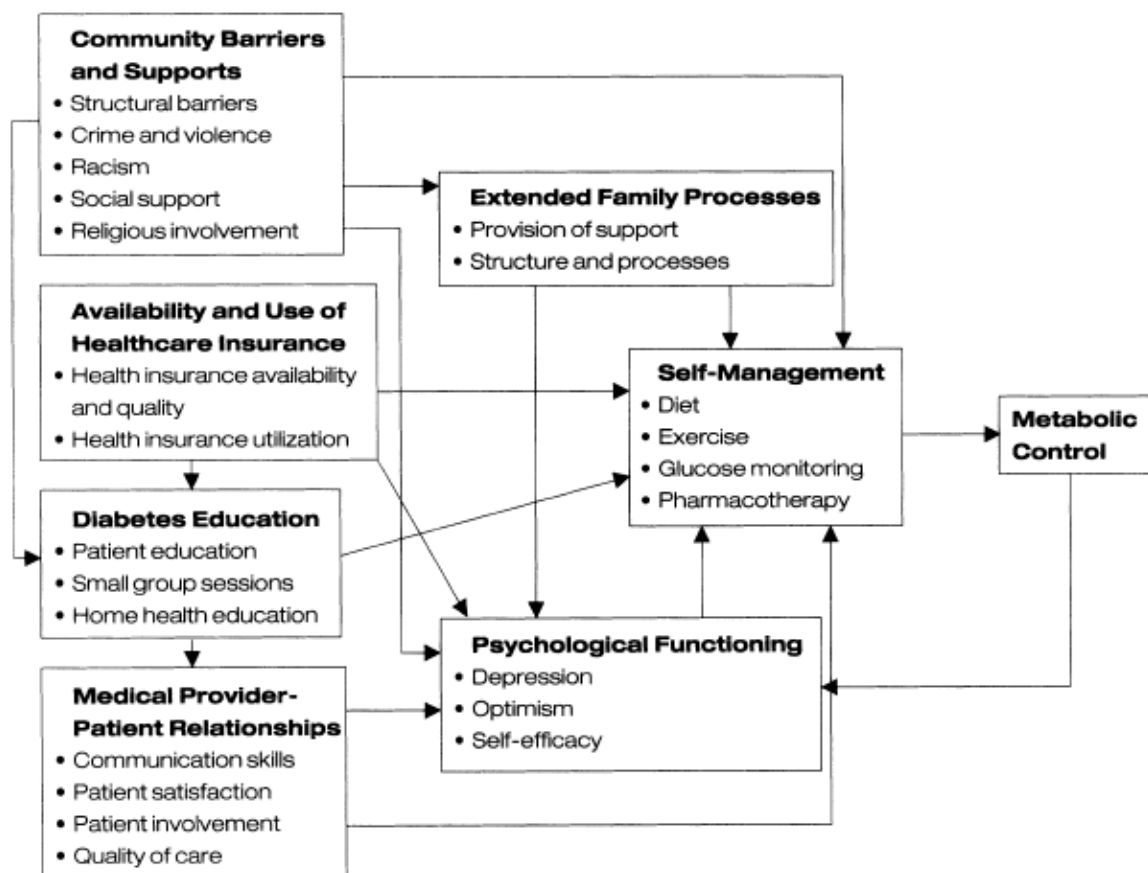 Community Barriers
and Supports
• Structural barriers
• Crime and violence
• Racism
• Social support
• Religious involvement
Extended Family Processes
• Provision of support
• Structure and processes
Availability and Use of
Healthcare Insurance
• Health insurance availability
and quality
• Health insurance utilization
Self-Management
• Diet
• Exercise
• Glucose monitoring
• Pharmacotherapy
Metabolic
Control
Diabetes Education
• Patient education
• Small group sessions
• Home health education
Psychological Functioning
• Depression
• Optimism
• Self-efficacy
Medical Provider-
Patient Relationships
• Communication skills
• Patient satisfaction
• Patient involvement
• Quality of care